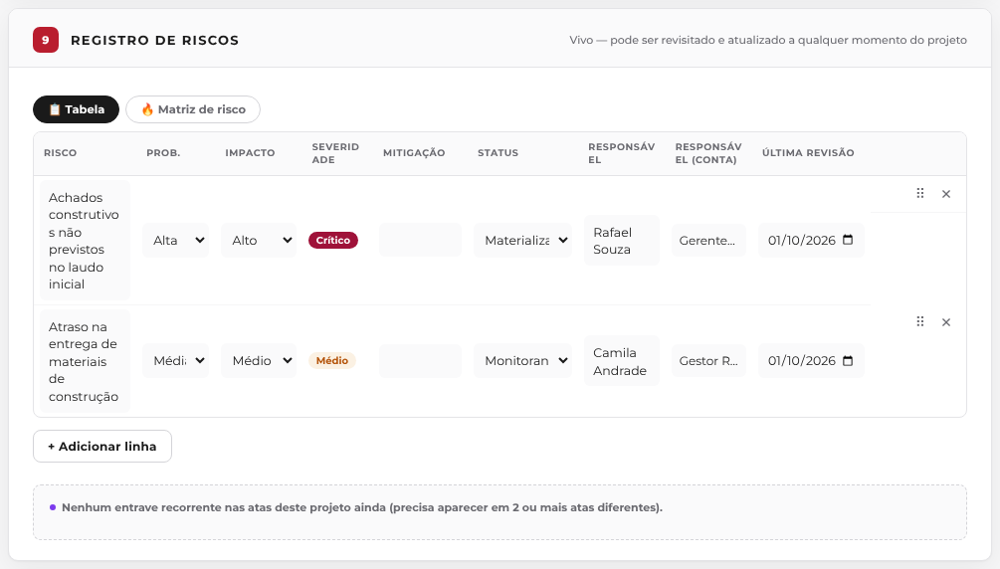 9 REGISTRO DE RISCOS
Vivo — pode ser revisitado e atualizado a qualquer momento do projeto
📋 Tabela
🔥 Matriz de risco
RISCO PROB. IMPACTO SEVERID
ADE MITIGAÇÃO STATUS RESPONSÁV
EL RESPONSÁV
EL (CONTA) ÚLTIMA REVISÃO
Achados
construtivo
s não
previstos
no laudo
inicial
Alta
Alto
Crítico
Materializa
Rafael
Souza
Gerente...
01/10/2026
Atraso na
entrega de
materiais
de
construção
Média
Médio
Médio
Monitoran
Camila
Andrade
Gestor R...
01/10/2026
+ Adicionar linha
Nenhum entrave recorrente nas atas deste projeto ainda (precisa aparecer em 2 ou mais atas diferentes).